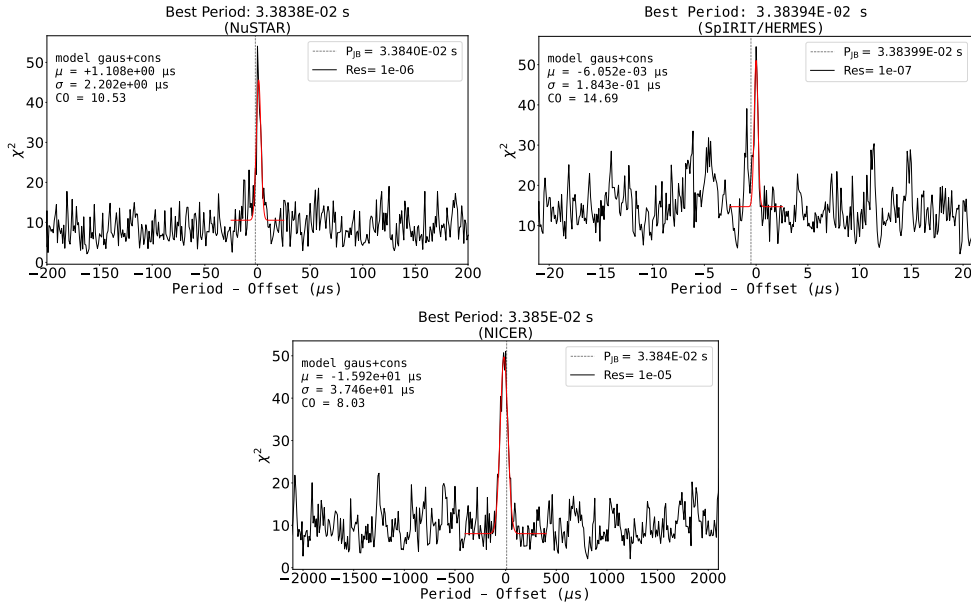 Best Period: 3.3838E-02 s
(NuSTAR)
model gaus+cons
μ = +1.108e+00 μs
σ = 2.202e+00 μs
CO = 10.53
P_JB = 3.3840E-02 s
Res= 1e-06
χ²
50
40
30
20
10
0
−200 −150 −100 −50 0 50 100 150 200
Period - Offset (μs)
Best Period: 3.38394E-02 s
(SpIRIT/HERMES)
model gaus+cons
μ = -6.052e-03 μs
σ = 1.843e-01 μs
CO = 14.69
P_JB = 3.38399E-02 s
Res= 1e-07
χ²
50
40
30
20
10
−20 −15 −10 −5 0 5 10 15 20
Period - Offset (μs)
Best Period: 3.385E-02 s
(NICER)
model gaus+cons
μ = -1.592e+01 μs
σ = 3.746e+01 μs
CO = 8.03
P_JB = 3.384E-02 s
Res= 1e-05
χ²
50
40
30
20
10
0
−2000 −1500 −1000 −500 0 500 1000 1500 2000
Period - Offset (μs)